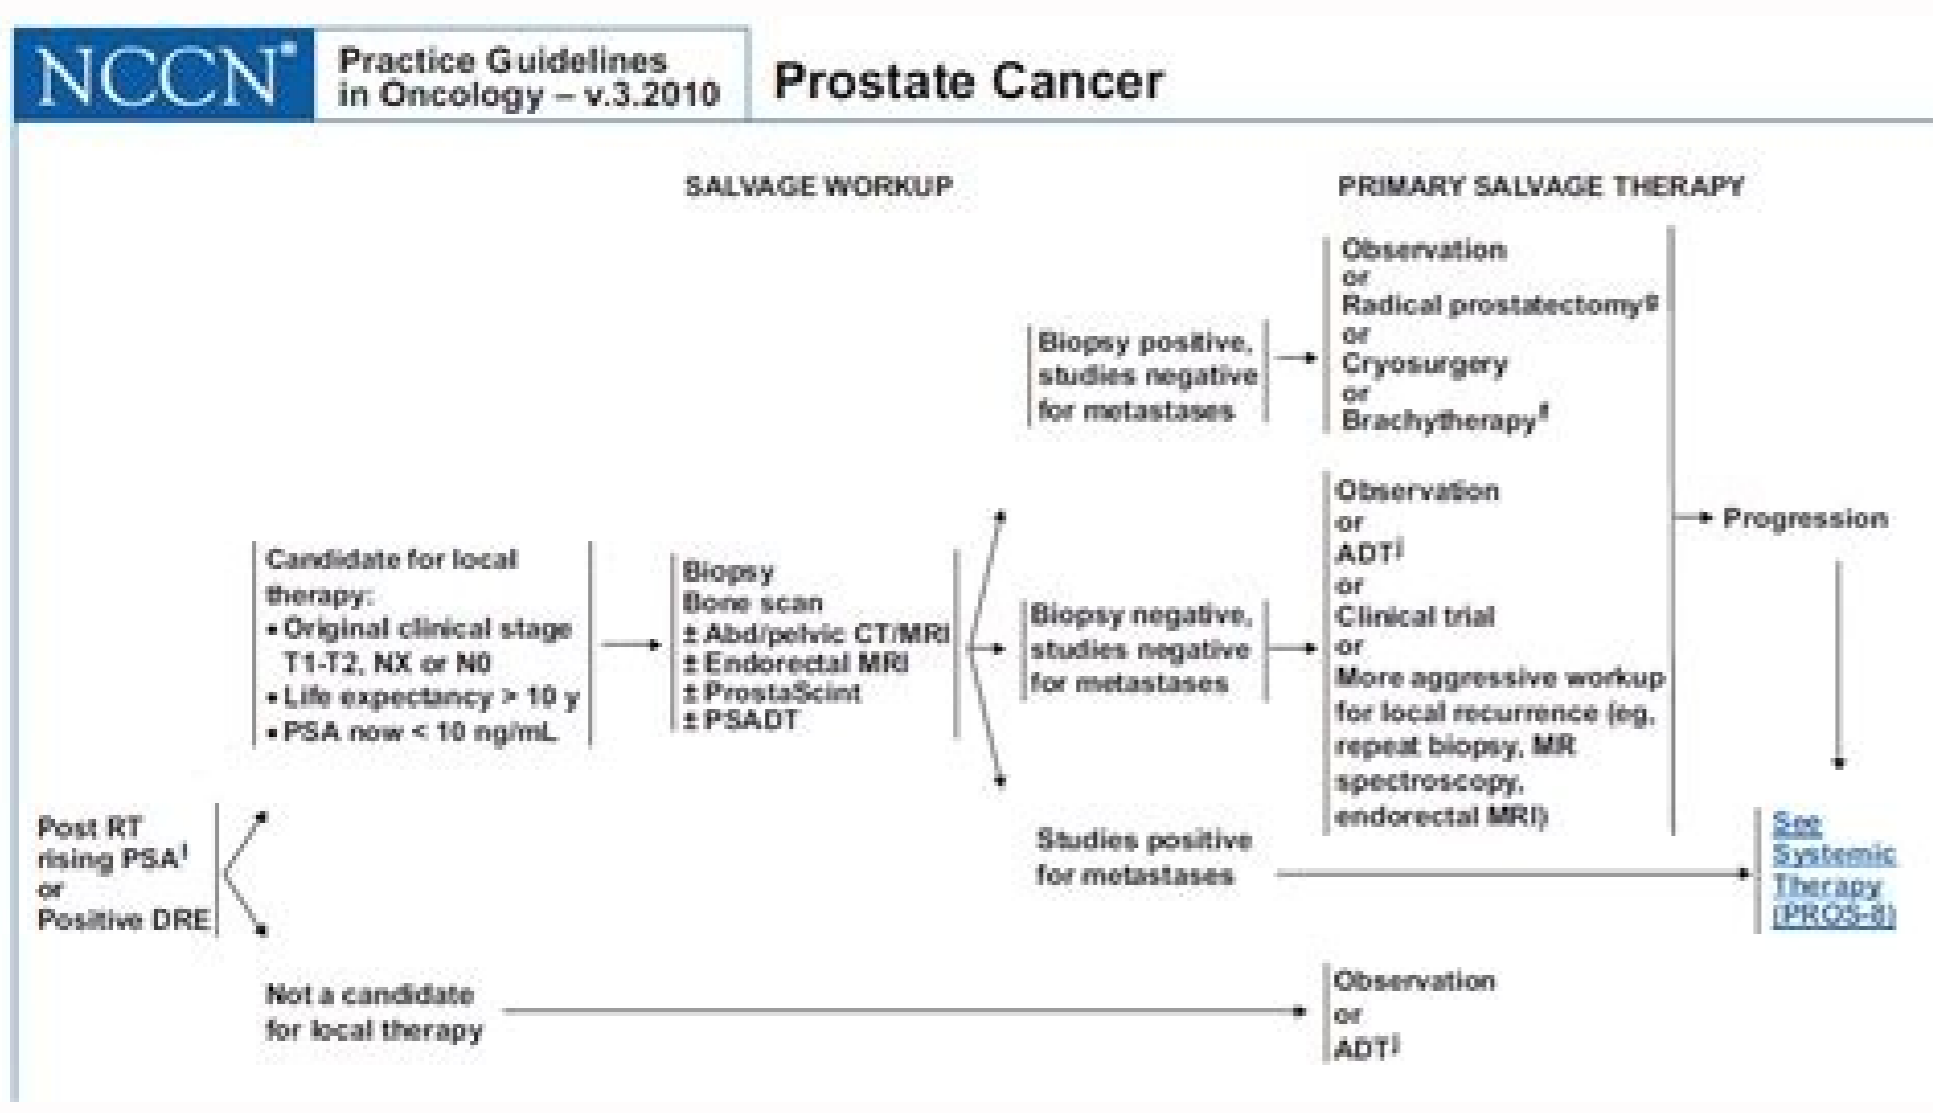 NCCN®
Practice Guidelines
in Oncology – v.3.2010
Prostate Cancer
SALVAGE WORKUP
PRIMARY SALVAGE THERAPY
Post RT
rising PSA
or
Positive DRE
Candidate for local
therapy:
• Original clinical stage
T1-T2, NX or N0
• Life expectancy > 10 y
• PSA now < 10 ng/mL
Biopsy
Bone scan
± Abd/pelvic CT/MRI
± Endorectal MRI
± ProstaScint
± PSADT
Biopsy positive,
studies negative
for metastases
Observation
or
Radical prostatectomy
or
Cryosurgery
or
Brachytherapy
Biopsy negative,
studies negative
for metastases
Observation
or
ADT
or
Clinical trial
or
More aggressive workup
for local recurrence (eg,
repeat biopsy, MR
spectroscopy,
endorectal MRI)
Progression
Studies positive
for metastases
See
Systemic
Therapy
(PROS-8)
Not a candidate
for local therapy
Observation
or
ADT